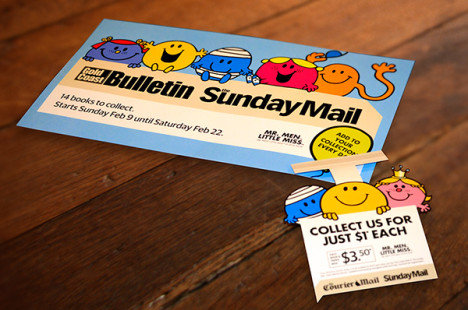 Gold Coast
Bulletin the Sunday Mail
14 books to collect.
Starts Sunday Feb 9 until Saturday Feb 22.
MR. MEN
LITTLE MISS
ADD TO
YOUR
COLLECTION
EVERY
COLLECT US FOR
JUST $1* EACH
$3.50*
MR. MEN
LITTLE MISS
The Courier Mail Sunday Mail